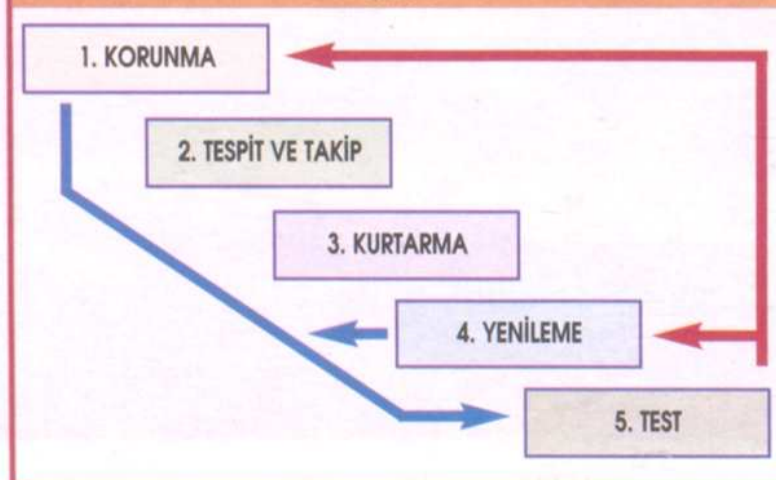 1. KORUNMA
2. TESPİT VE TAKİP
3. KURTARMA
4. YENİLEME
5. TEST